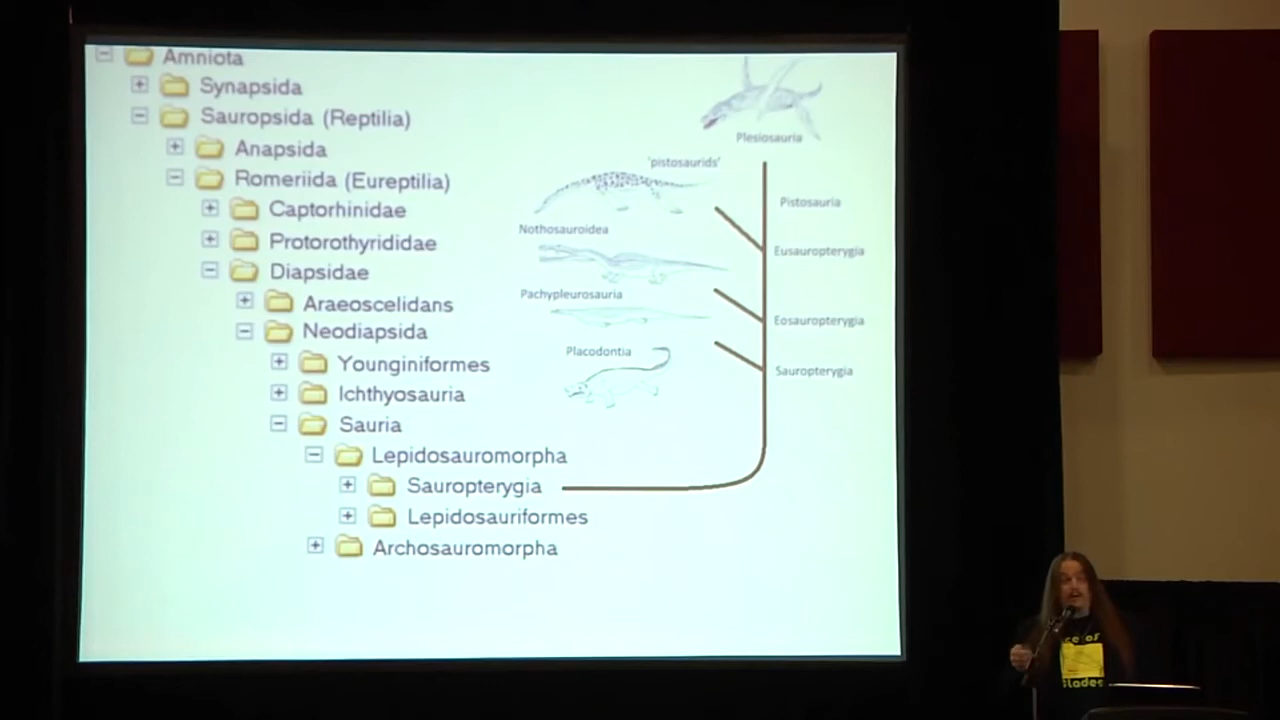 Amniota
Synapsida
Sauropsida (Reptilia)
Anapsida
Romeriida (Eureptilia)
Captorhinidae
Protorothyrididae
Diapsidae
Araeoscelidans
Neodiapsida
Younginiformes
Ichthyosauria
Sauria
Lepidosauromorpha
Sauropterygia
Lepidosauriformes
Archosauromorpha
Plesiosauria
'pistosaurids'
Pistosauria
Nothosauroidea
Eusauropterygia
Pachypleurosauria
Eosauropterygia
Placodontia
Sauropterygia